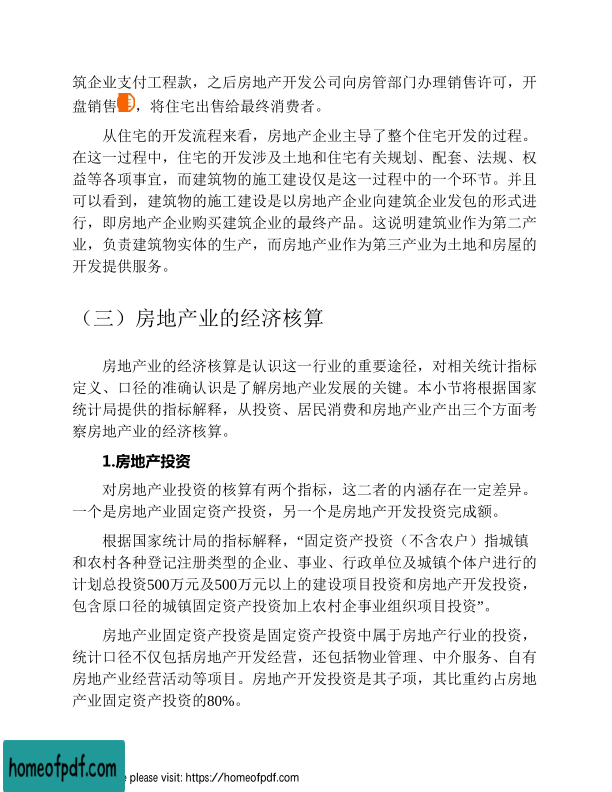 筑企业支付工程款，之后房地产开发公司向房管部门办理销售许可，开
盘销售，将住宅出售给最终消费者。
从住宅的开发流程来看，房地产企业主导了整个住宅开发的过程。
在这一过程中，住宅的开发涉及土地和住宅有关规划、配套、法规、权
益等各项事宜，而建筑物的施工建设仅是这一过程中的一个环节。并且
可以看到，建筑物的施工建设是以房地产企业向建筑企业发包的形式进
行，即房地产企业购买建筑企业的最终产品。这说明建筑业作为第二产
业，负责建筑物实体的生产，而房地产业作为第三产业为土地和房屋的
开发提供服务。
（三）房地产业的经济核算
房地产业的经济核算是认识这一行业的重要途径，对相关统计指标
定义、口径的准确认识是了解房地产业发展的关键。本小节将根据国家
统计局提供的指标解释，从投资、居民消费和房地产业产出三个方面考
察房地产业的经济核算。
1.房地产投资
对房地产业投资的核算有两个指标，这二者的内涵存在一定差异。
一个是房地产业固定资产投资，另一个是房地产开发投资完成额。
根据国家统计局的指标解释，“固定资产投资（不含农户）指城镇
和农村各种登记注册类型的企业、事业、行政单位及城镇个体户进行的
计划总投资500万元及500万元以上的建设项目投资和房地产开发投资，
包含原口径的城镇固定资产投资加上农村企事业组织项目投资”。
房地产业固定资产投资是固定资产投资中属于房地产行业的投资，
统计口径不仅包括房地产开发经营，还包括物业管理、中介服务、自有
房地产业经营活动等项目。房地产开发投资是其子项，其比重约占房地
产业固定资产投资的80%。
homeofpdf.com
please visit: https://homeofpdf.com